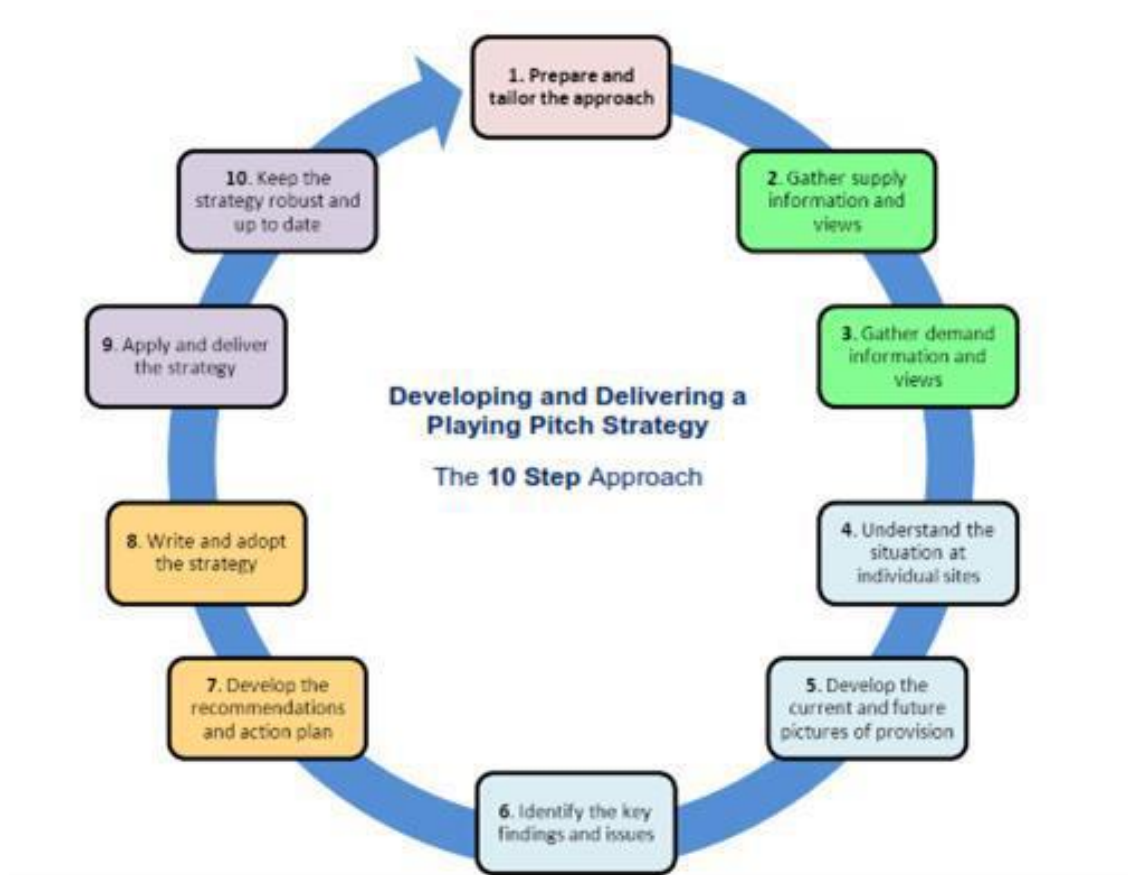 1. Prepare and
tailor the approach
2. Gather supply
information and
views
3. Gather demand
information and
views
4. Understand the
situation at
individual sites
5. Develop the
current and future
pictures of provision
6. Identify the key
findings and issues
7. Develop the
recommendations
and action plan
8. Write and adopt
the strategy
9. Apply and deliver
the strategy
10. Keep the
strategy robust and
up to date
Developing and Delivering a
Playing Pitch Strategy
The 10 Step Approach